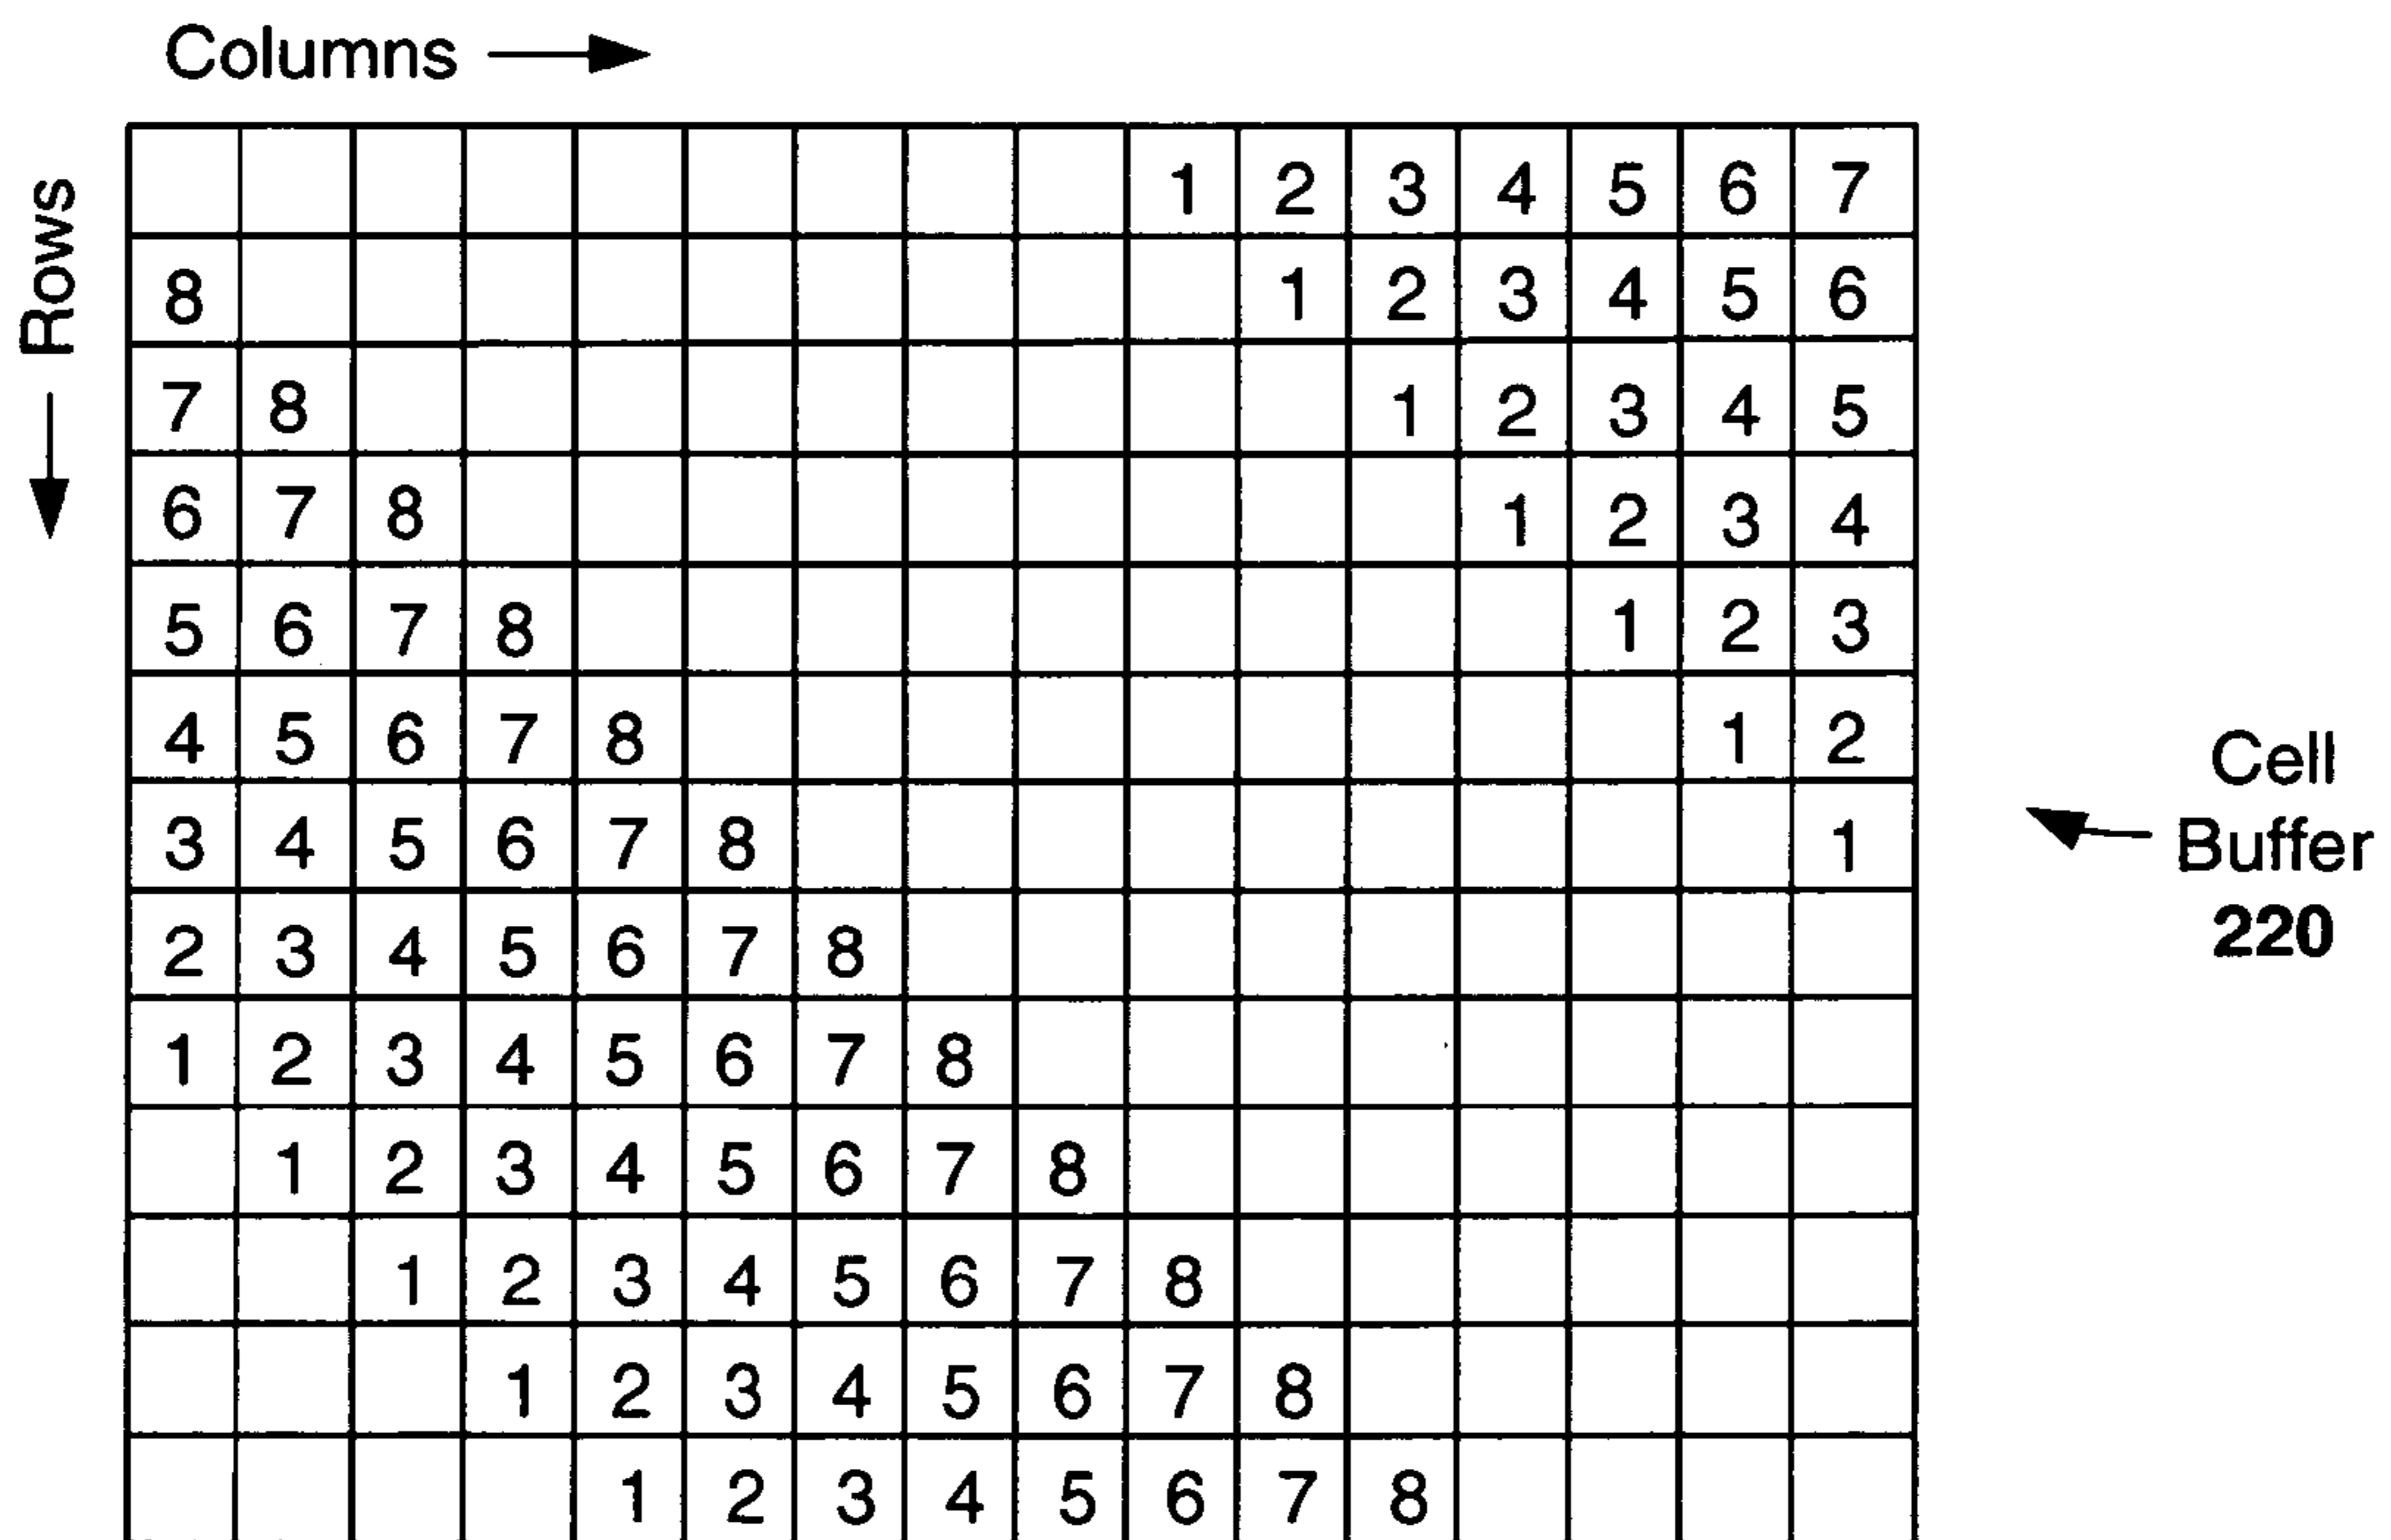 Columns
Rows
1 2 3 4 5 6 7
8 1 2 3 4 5 6
7 8 1 2 3 4 5
6 7 8 1 2 3 4
5 6 7 8 1 2 3
4 5 6 7 8 1 2
3 4 5 6 7 8 1
2 3 4 5 6 7 8
1 2 3 4 5 6 7 8
1 2 3 4 5 6 7 8
1 2 3 4 5 6 7 8
1 2 3 4 5 6 7 8
1 2 3 4 5 6 7 8
Cell
Buffer
220